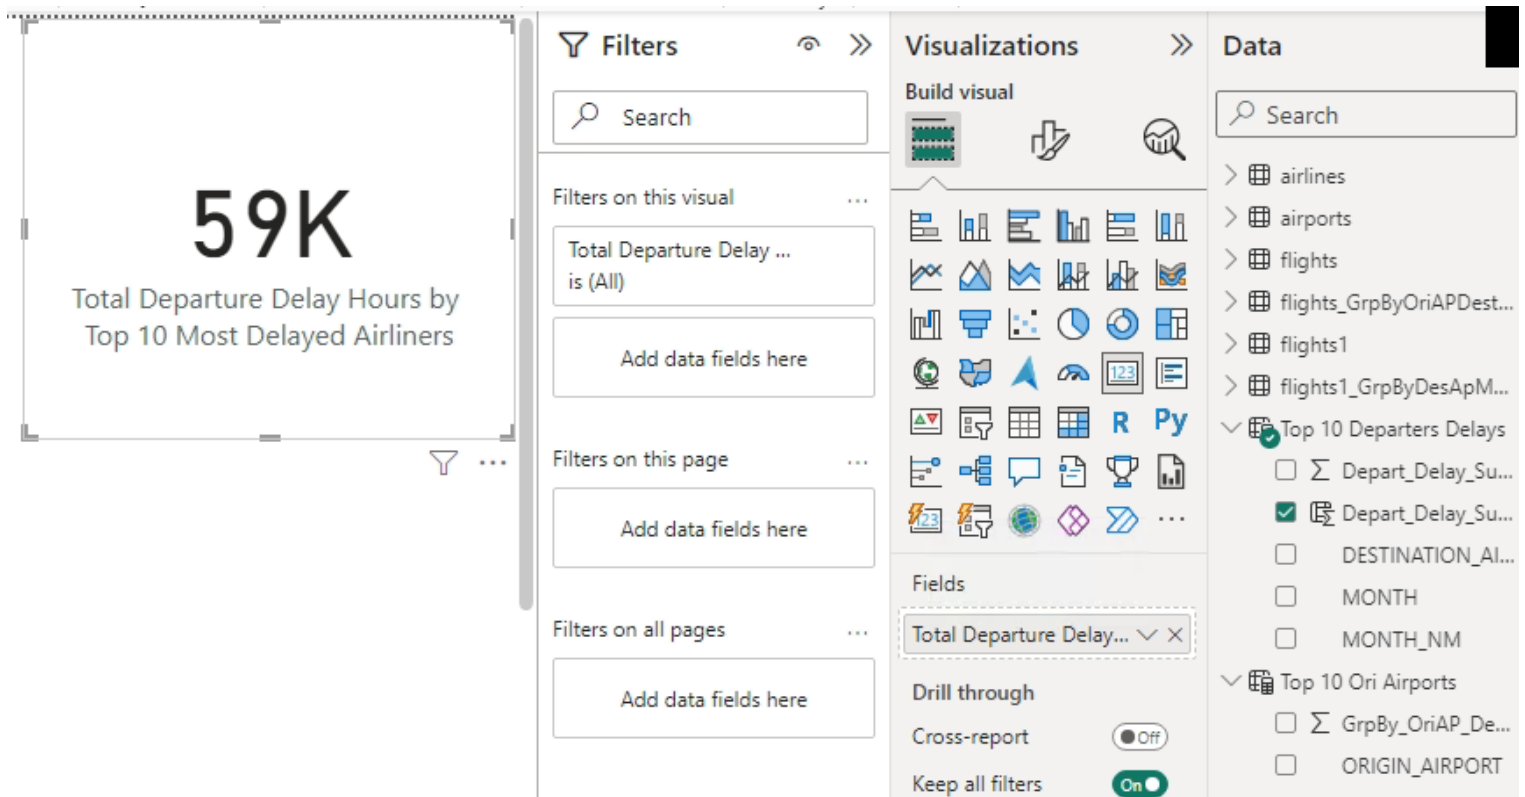 59K
Total Departure Delay Hours by
Top 10 Most Delayed Airliners
Filters
Search
Filters on this visual
...
Total Departure Delay ...
is (All)
Add data fields here
Filters on this page
...
Add data fields here
Filters on all pages
...
Add data fields here
Visualizations
Build visual
123
R
Py
123
...
Fields
Total Departure Delay...
Drill through
Cross-report
Off
Keep all filters
On
Data
Search
airlines
airports
flights
flights_GrpByOriAPDest...
flights1
flights1_GrpByDesApM...
Top 10 Departers Delays
Σ Depart_Delay_Su...
Depart_Delay_Su...
DESTINATION_AI...
MONTH
MONTH_NM
Top 10 Ori Airports
Σ GrpBy_OriAP_De...
ORIGIN_AIRPORT